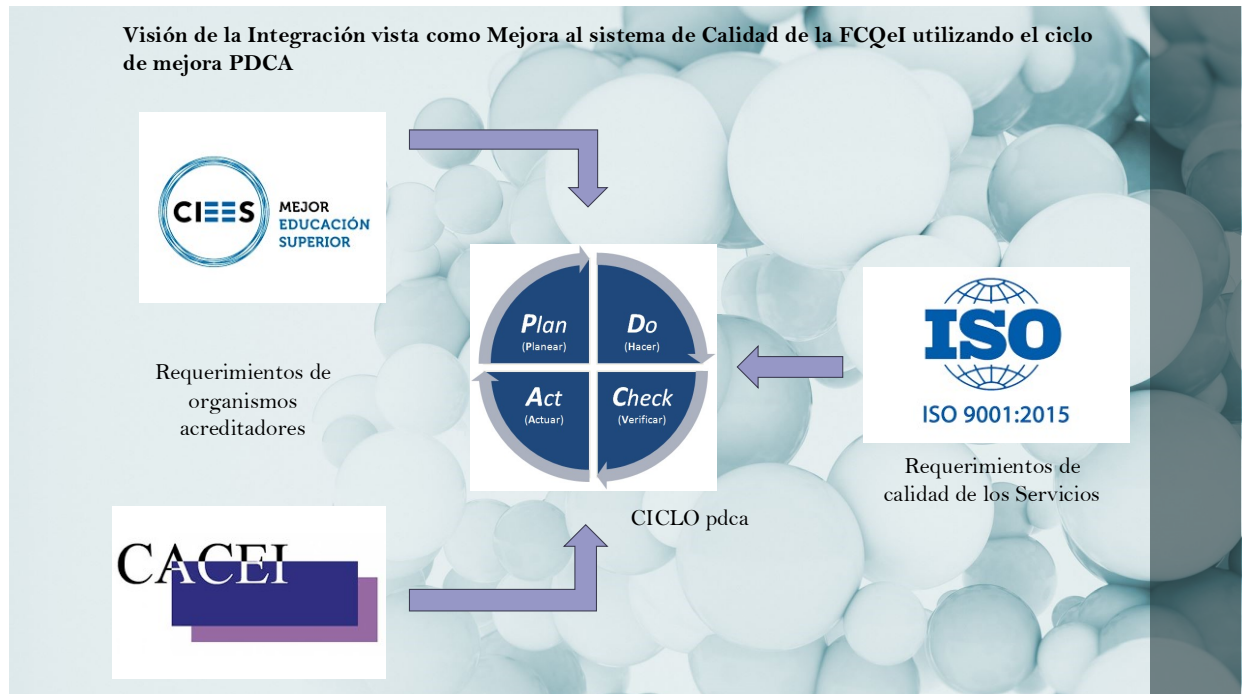 Visión de la Integración vista como Mejora al sistema de Calidad de la FCQeI utilizando el ciclo
de mejora PDCA
CIEES
MEJOR
EDUCACIÓN
SUPERIOR
Plan
(Planear)
Do
(Hacer)
Act
(Actuar)
Check
(Verificar)
ISO
ISO 9001:2015
Requerimientos de
organismos
acreditadores
Requerimientos de
calidad de los Servicios
CICLO pdca
CACEI